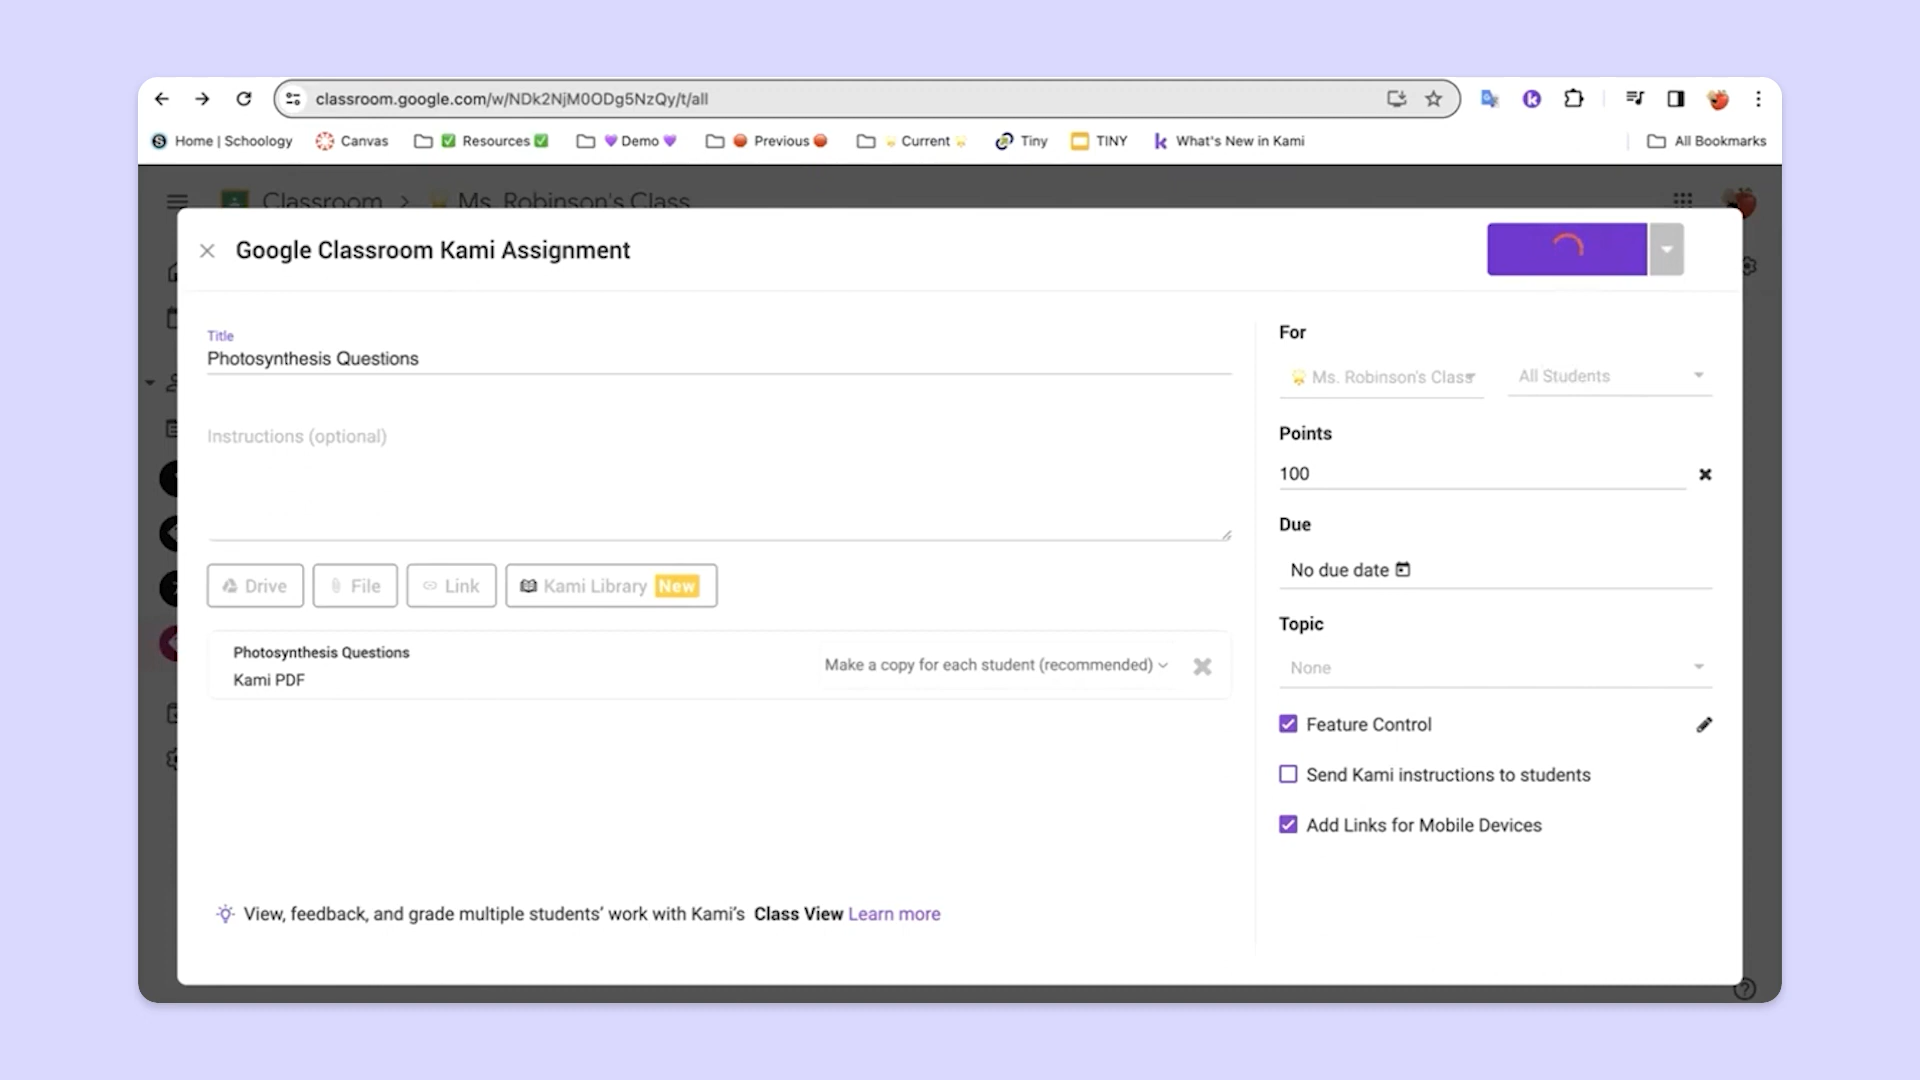 classroom.google.com/w/NDk2NjM0ODg5NzQy/t/all
Home | Schoology
Canvas
Resources
Demo
Previous
Current
Tiny
TINY
What's New in Kami
All Bookmarks
Classroom > Ms. Robinson's Class
Google Classroom Kami Assignment
Title
Photosynthesis Questions
Instructions (optional)
Drive
File
Link
Kami Library New
Photosynthesis Questions
Kami PDF
Make a copy for each student (recommended)
View, feedback, and grade multiple students’ work with Kami’s Class View Learn more
For
Ms. Robinson's Class
All Students
Points
100
Due
No due date
Topic
None
Feature Control
Send Kami instructions to students
Add Links for Mobile Devices